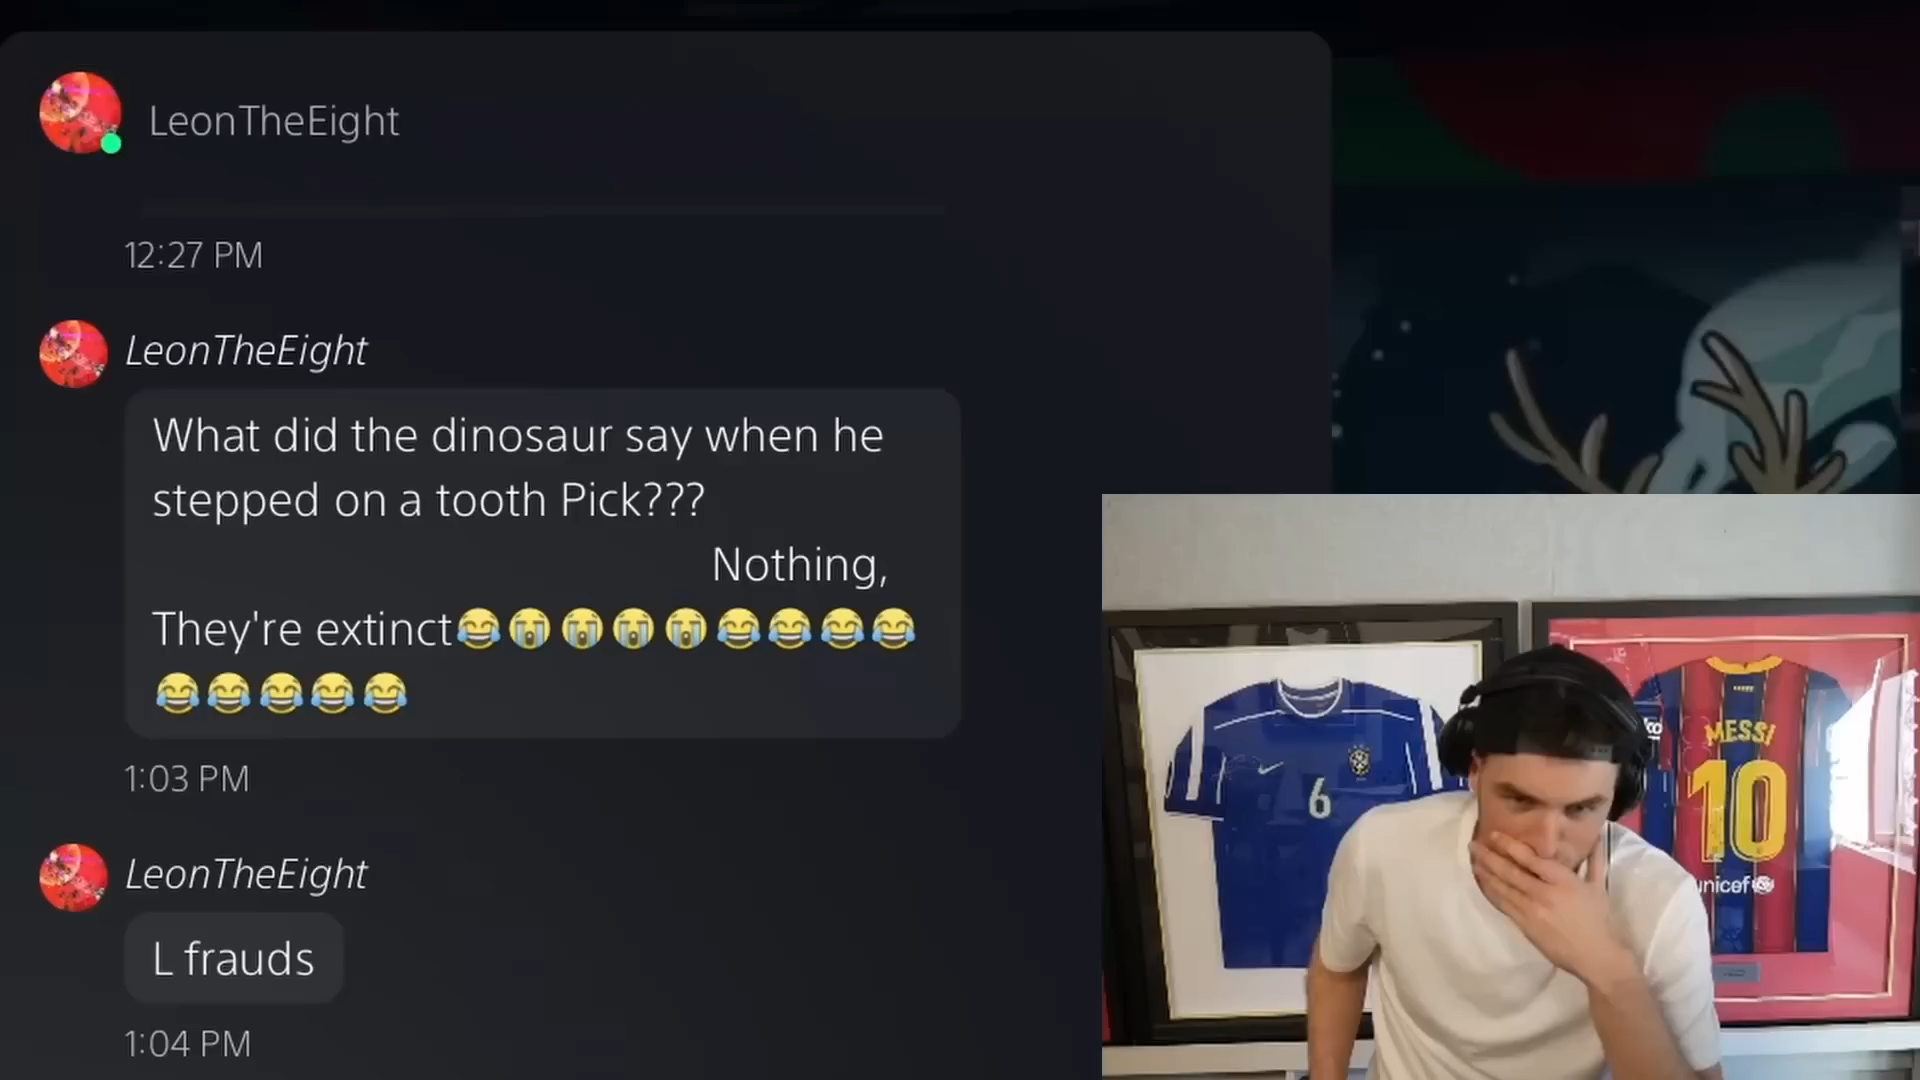 LeonTheEight
12:27 PM
LeonTheEight
What did the dinosaur say when he
stepped on a tooth Pick???
Nothing,
They're extinct😂😭😭😭😭😂😂😂😂
😂😂😂😂😂
1:03 PM
LeonTheEight
L frauds
1:04 PM
6
MESSI
10
unicef